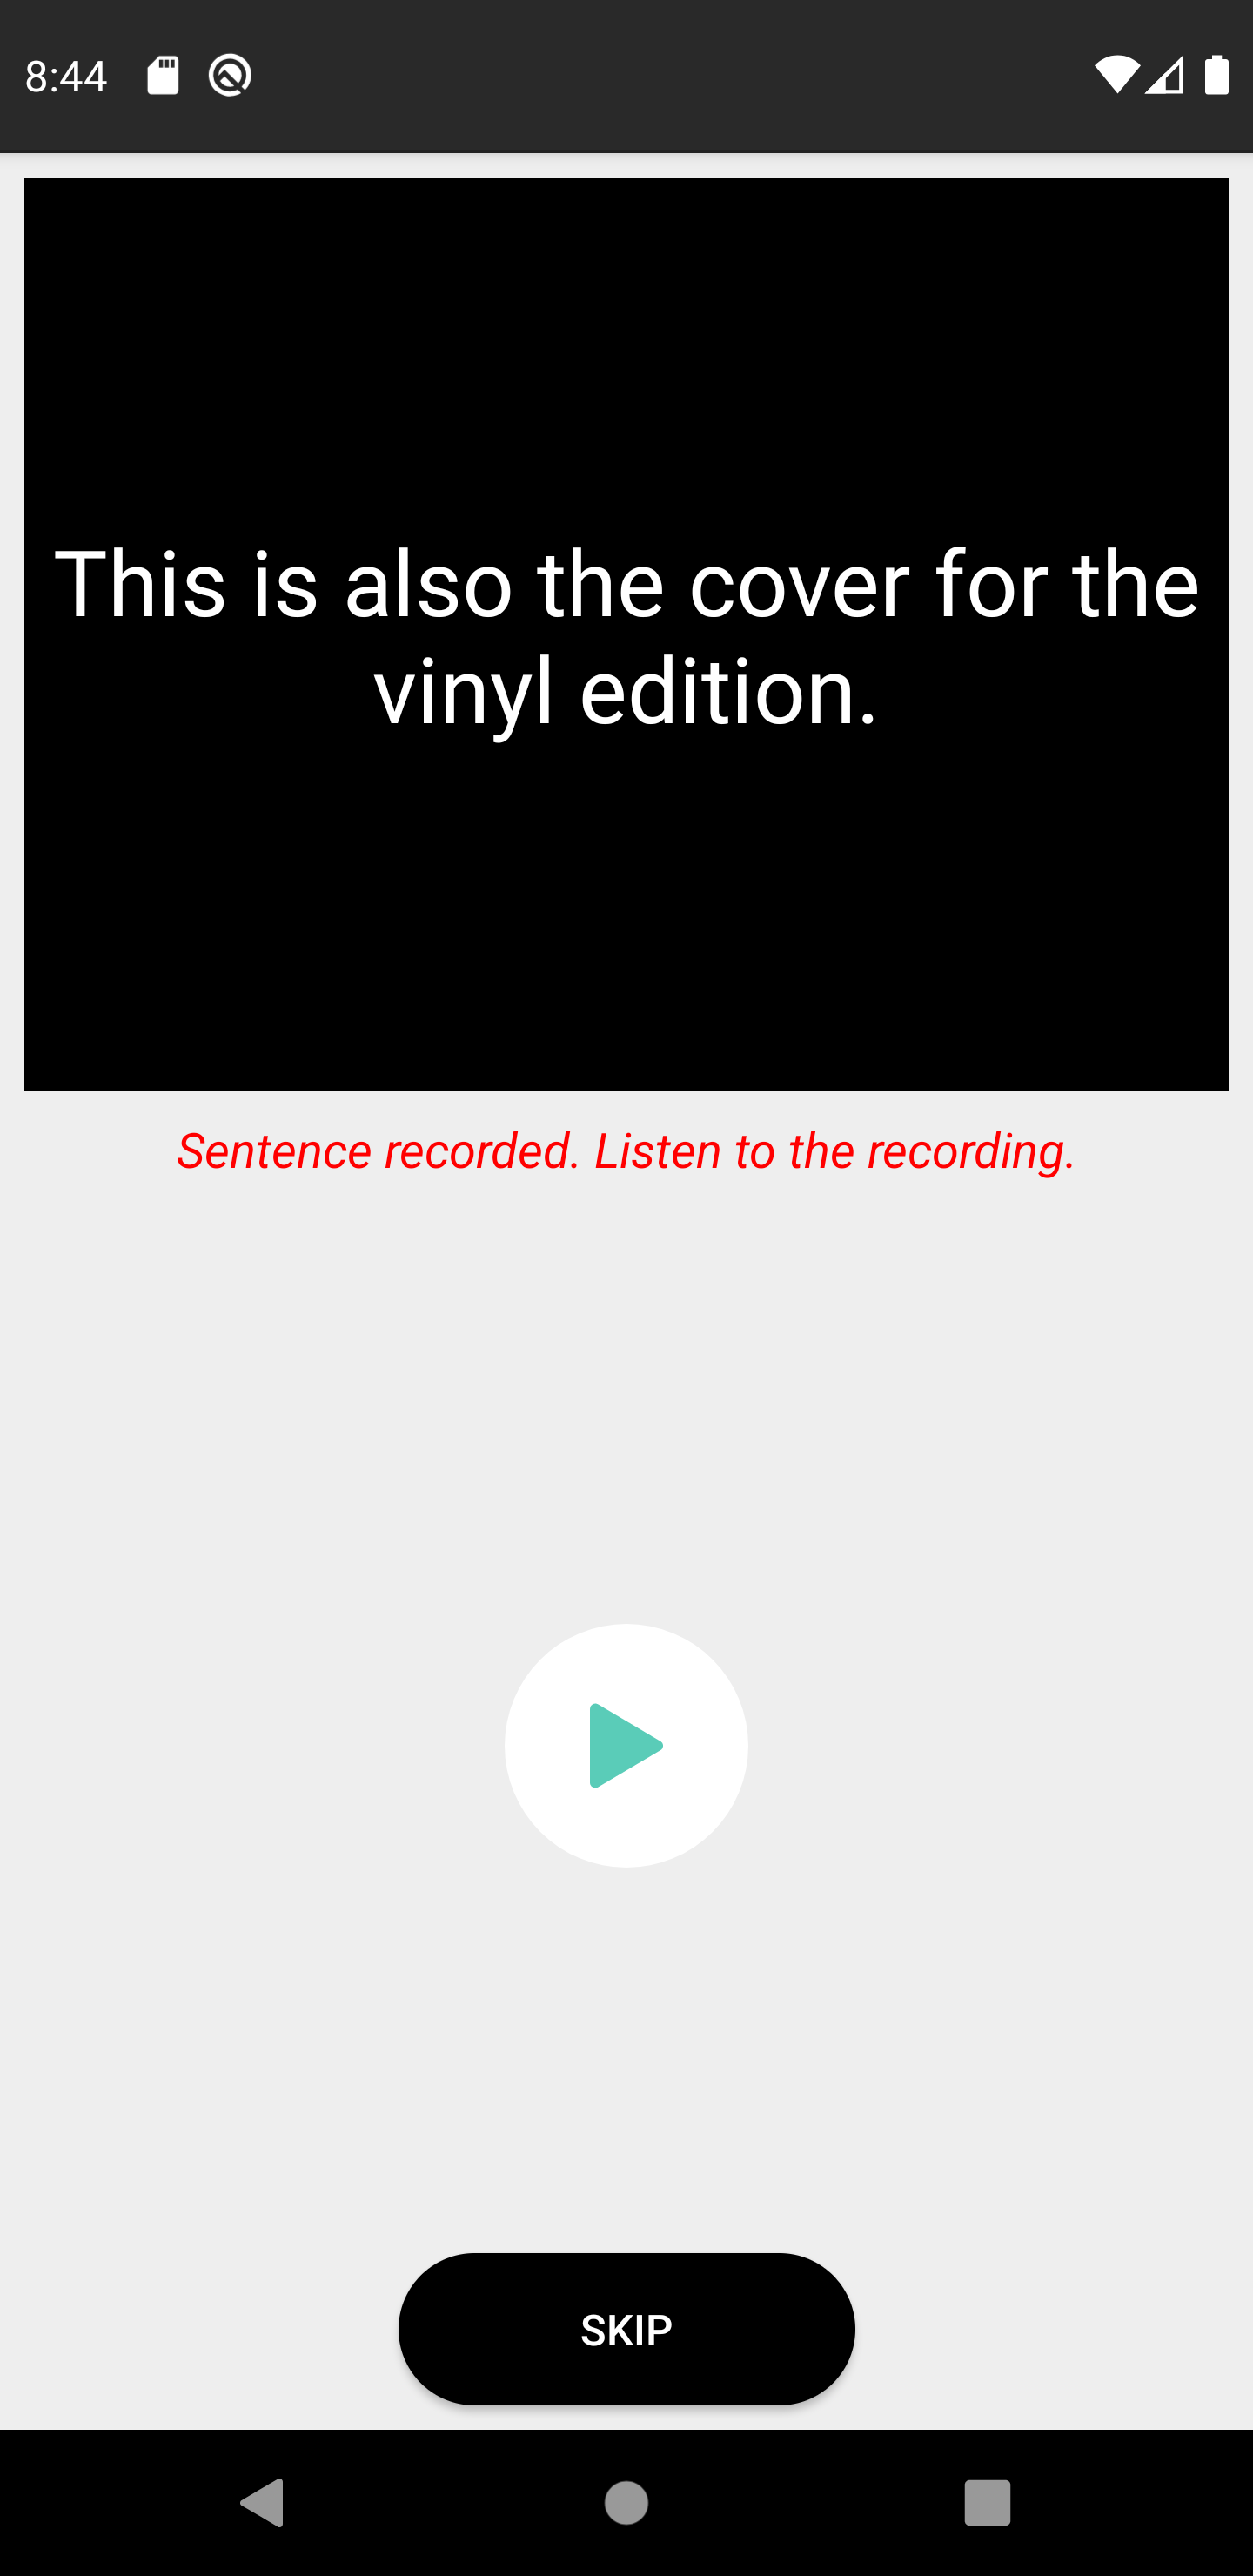 8:44
This is also the cover for the
vinyl edition.
Sentence recorded. Listen to the recording.
SKIP